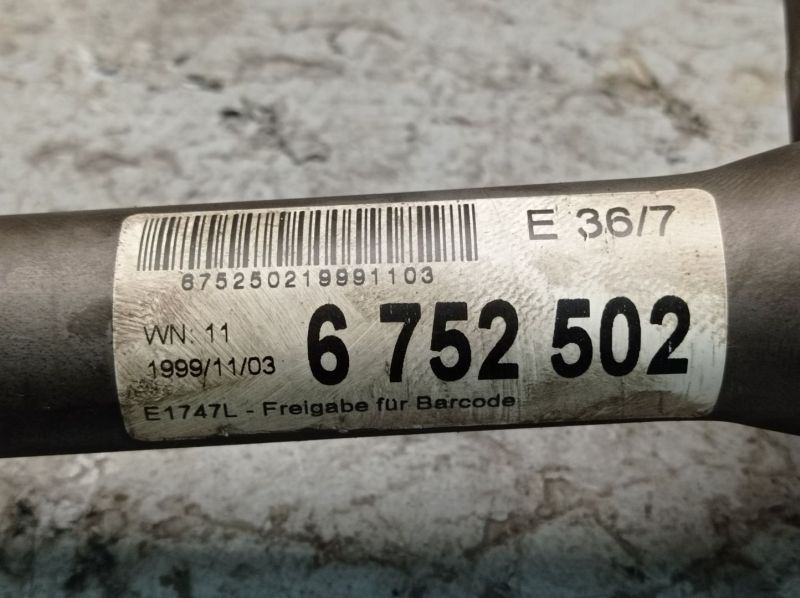 E 36/7
675250219991103
WN. 11
1999/11/03
6 752 502
E1747L - Freigabe für Barcode